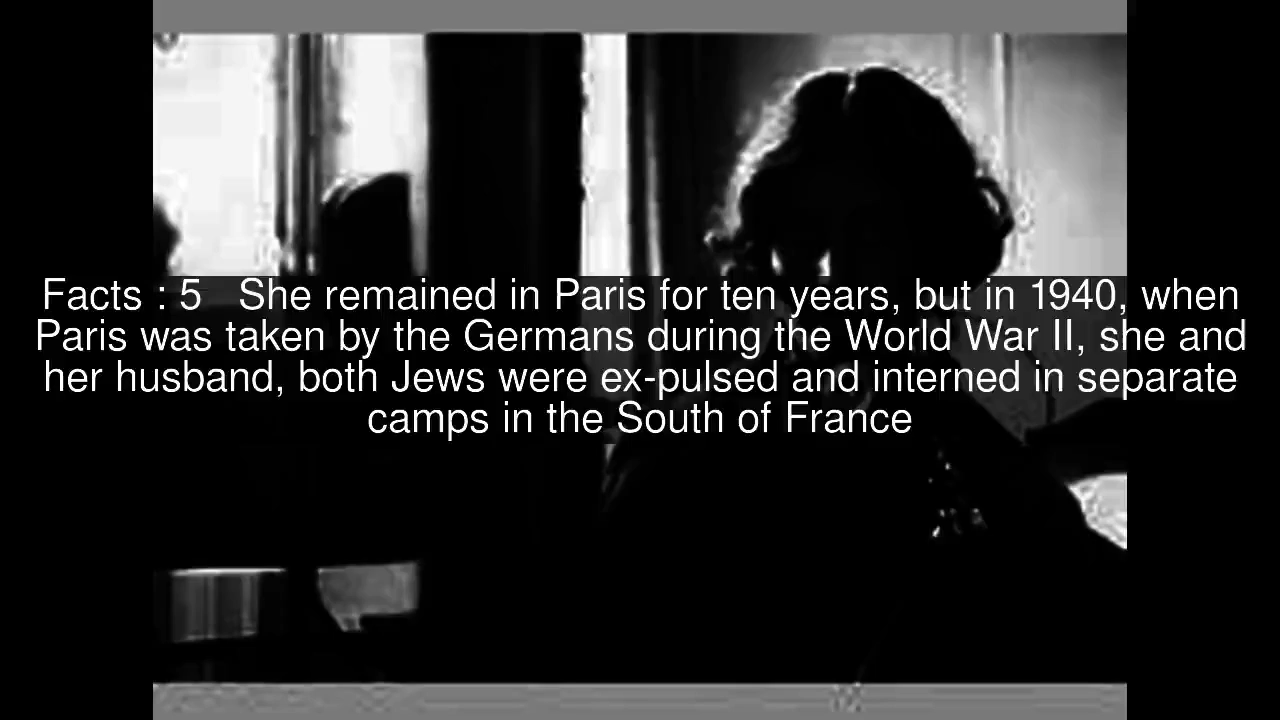 Facts : 5 She remained in Paris for ten years, but in 1940, when
Paris was taken by the Germans during the World War II, she and
her husband, both Jews were ex-pulsed and interned in separate
camps in the South of France